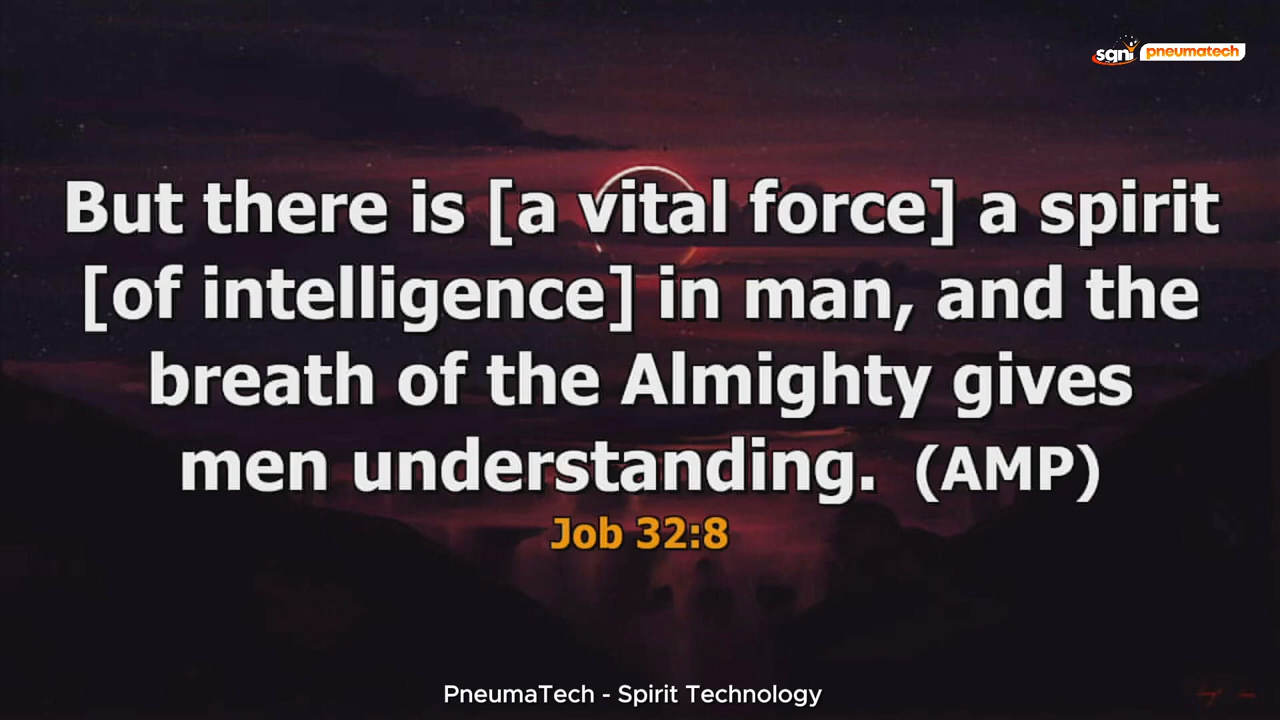 sgni pneumatech
But there is [a vital force] a spirit
[of intelligence] in man, and the
breath of the Almighty gives
men understanding. (AMP)
Job 32:8
PneumaTech - Spirit Technology